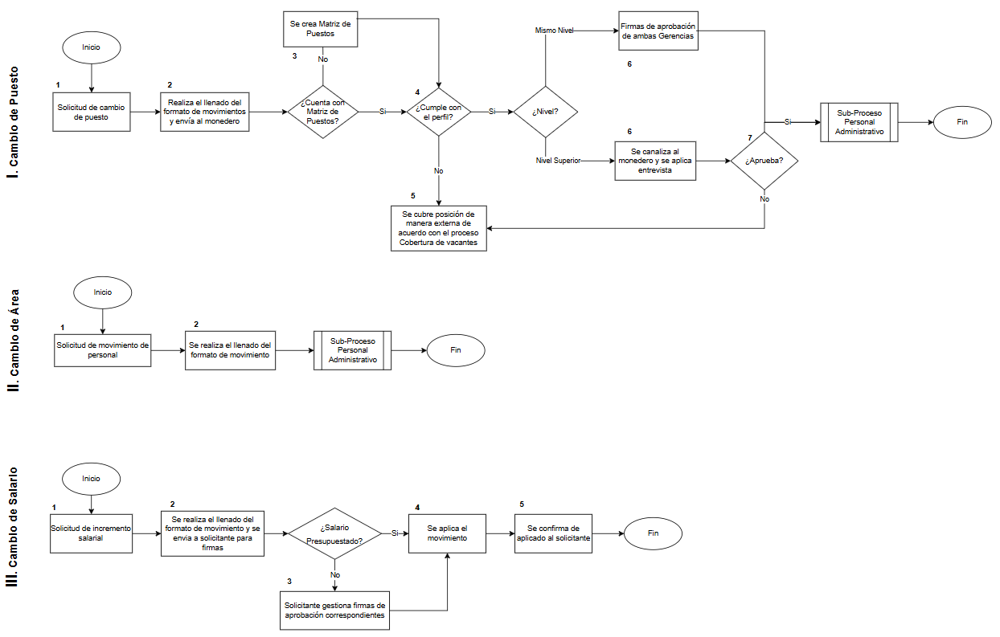 I. Cambio de Puesto
Inicio
1
Solicitud de cambio
de puesto
2
Realiza el llenado del
formato de movimientos
y envía al monedero
Se crea Matriz de
Puestos
3
No
¿Cuenta con
Matriz de
Puestos?
Si
4
¿Cumple con
el perfil?
Si
No
5
Se cubre posición de
manera externa de
acuerdo con el proceso
Cobertura de vacantes
¿Nivel?
Mismo Nivel
Firmas de aprobación
de ambas Gerencias
6
Nivel Superior
6
Se canaliza al
monedero y se aplica
entrevista
7
¿Aprueba?
Si
No
Sub-Proceso
Personal
Administrativo
Fin
II. Cambio de Área
Inicio
1
Solicitud de movimiento de
personal
2
Se realiza el llenado del
formato de movimiento
Sub-Proceso
Personal
Administrativo
Fin
III. Cambio de Salario
Inicio
1
Solicitud de incremento
salarial
2
Se realiza el llenado del
formato de movimiento y se
envia a solicitante para
firmas
¿Salario
Presupuestado?
Si
No
3
Solicitante gestiona firmas de
aprobación correspondientes
4
Se aplica el
movimiento
5
Se confirma de
aplicado al solicitante
Fin